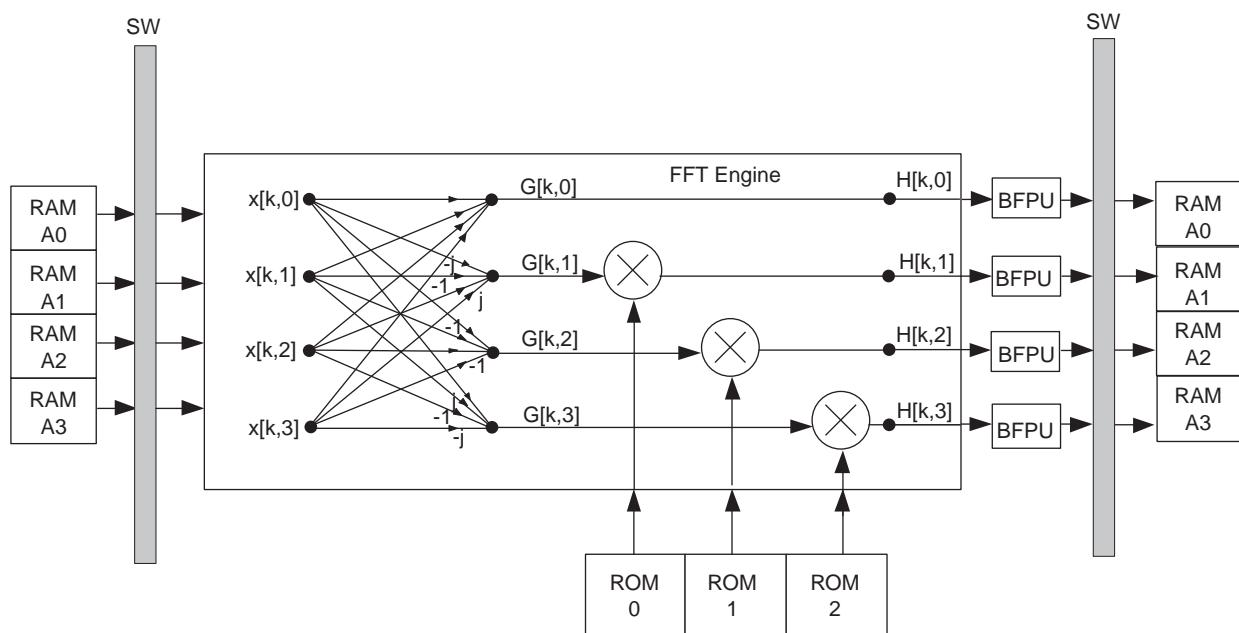 SW
SW
FFT Engine
RAM
A0
RAM
A1
RAM
A2
RAM
A3
x[k,0]
x[k,1]
x[k,2]
x[k,3]
G[k,0]
G[k,1]
G[k,2]
G[k,3]
-j
-1
j
-1
-1
j
-1
-j
H[k,0]
H[k,1]
H[k,2]
H[k,3]
BFPU
BFPU
BFPU
BFPU
RAM
A0
RAM
A1
RAM
A2
RAM
A3
ROM
0
ROM
1
ROM
2